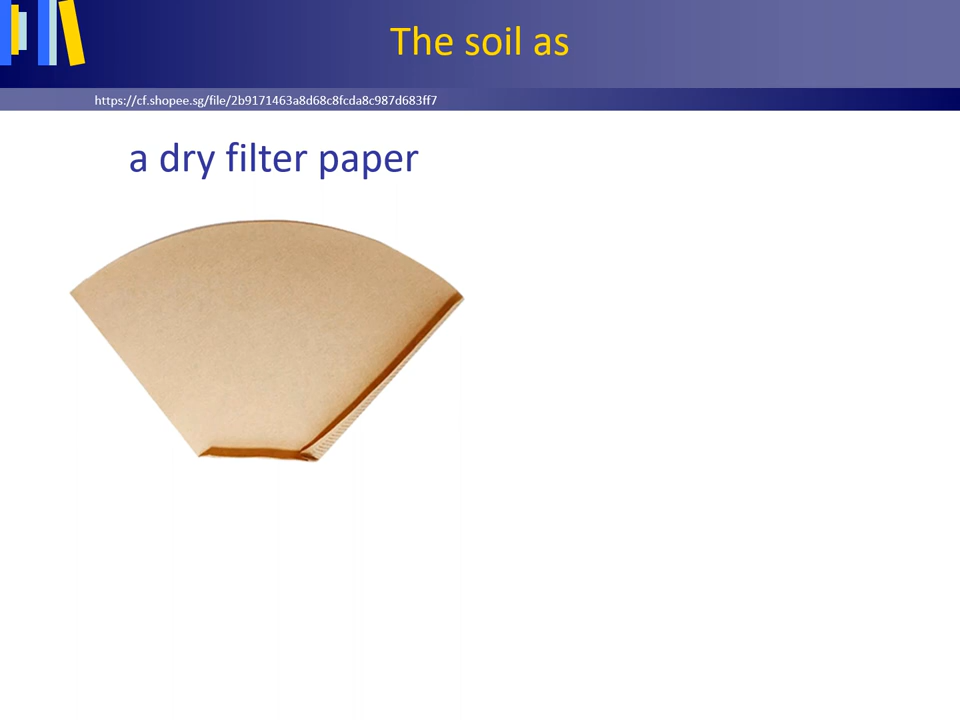 The soil as
https://cf.shopee.sg/file/2b9171463a8d68c8fcda8c987d683ff7
a dry filter paper